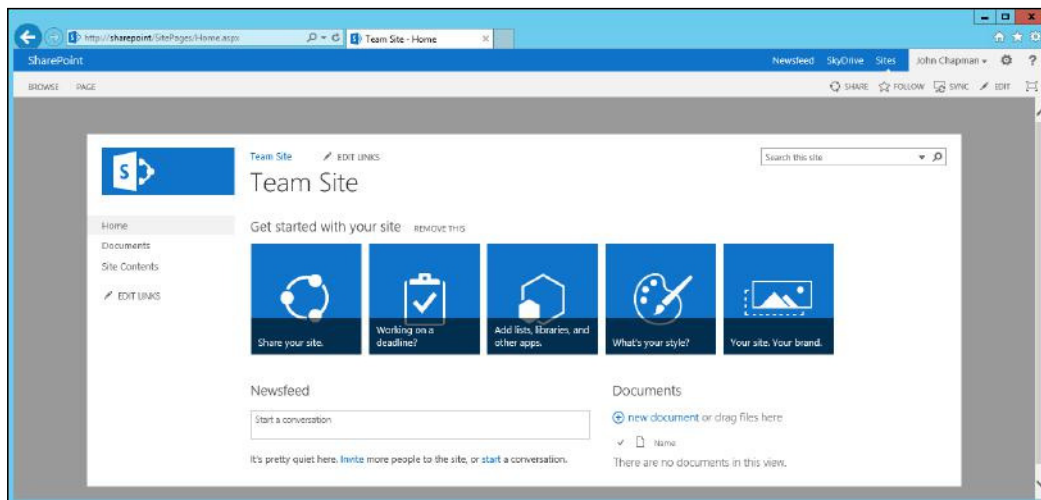 http://sharepoint/SitePages/Home.aspx
Team Site - Home
SharePoint
Newsfeed SkyDrive Sites John Chapman
BROWSE PAGE
SHARE FOLLOW SYNC EDIT
S
Team Site EDIT LINKS
Search this site
Team Site
Home
Documents
Site Contents
EDIT LINKS
Get started with your site REMOVE THIS
Share your site.
Working on a
deadline?
Add lists, libraries, and
other apps.
What's your style?
Your site. Your brand.
Newsfeed
Start a conversation
It's pretty quiet here. Invite more people to the site, or start a conversation.
Documents
new document or drag files here
Name
There are no documents in this view.